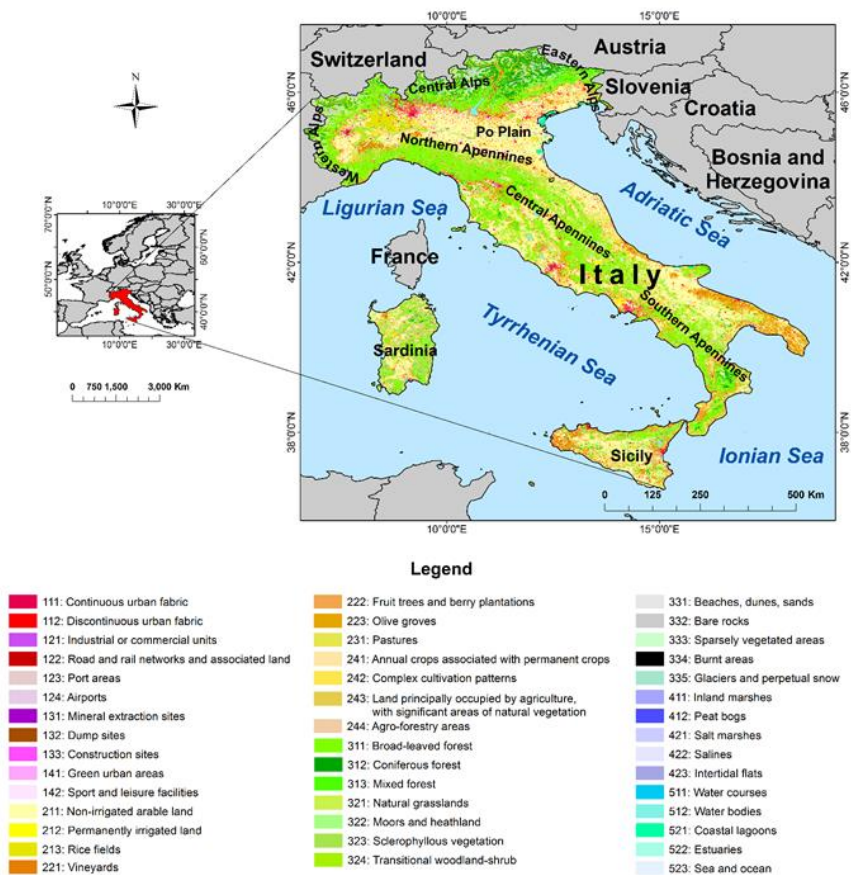 10°0'0"E 15°0'0"E
Switzerland
Austria
Eastern Alps
Central Alps
Slovenia
Croatia
Western Alps
Po Plain
Northern Apennines
Bosnia and
Herzegovina
46°0'0"N
46°0'0"N
N
Ligurian Sea
Adriatic Sea
Central Apennines
France
Italy
42°0'0"N
42°0'0"N
Southern Apennines
Sardinia
Tyrrhenian Sea
Sicily
Ionian Sea
38°0'0"N
38°0'0"N
0 125 250 500 Km
10°0'0"E 15°0'0"E
10°0'0"E 30°0'0"E
70°0'0"N
50°0'0"N
60°0'0"N
40°0'0"N
10°0'0"E 30°0'0"E
0 750 1,500 3,000 Km
Legend
111: Continuous urban fabric
112: Discontinuous urban fabric
121: Industrial or commercial units
122: Road and rail networks and associated land
123: Port areas
124: Airports
131: Mineral extraction sites
132: Dump sites
133: Construction sites
141: Green urban areas
142: Sport and leisure facilities
211: Non-irrigated arable land
212: Permanently irrigated land
213: Rice fields
221: Vineyards
222: Fruit trees and berry plantations
223: Olive groves
231: Pastures
241: Annual crops associated with permanent crops
242: Complex cultivation patterns
243: Land principally occupied by agriculture,
with significant areas of natural vegetation
244: Agro-forestry areas
311: Broad-leaved forest
312: Coniferous forest
313: Mixed forest
321: Natural grasslands
322: Moors and heathland
323: Sclerophyllous vegetation
324: Transitional woodland-shrub
331: Beaches, dunes, sands
332: Bare rocks
333: Sparsely vegetated areas
334: Burnt areas
335: Glaciers and perpetual snow
411: Inland marshes
412: Peat bogs
421: Salt marshes
422: Salines
423: Intertidal flats
511: Water courses
512: Water bodies
521: Coastal lagoons
522: Estuaries
523: Sea and ocean